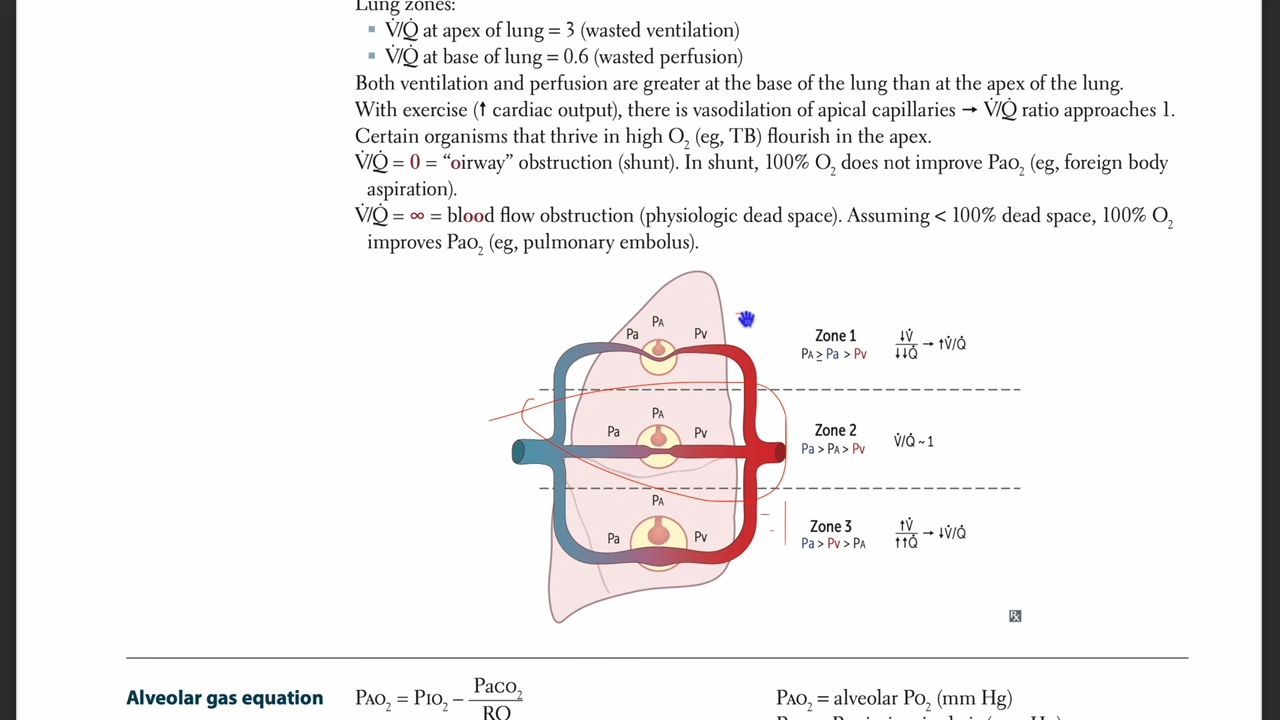 Lung zones:
▪ V̇/Q̇ at apex of lung = 3 (wasted ventilation)
▪ V̇/Q̇ at base of lung = 0.6 (wasted perfusion)
Both ventilation and perfusion are greater at the base of the lung than at the apex of the lung.
With exercise (↑ cardiac output), there is vasodilation of apical capillaries → V̇/Q̇ ratio approaches 1.
Certain organisms that thrive in high O₂ (eg, TB) flourish in the apex.
V̇/Q̇ = 0 = “oirway” obstruction (shunt). In shunt, 100% O₂ does not improve Pao₂ (eg, foreign body
aspiration).
V̇/Q̇ = ∞ = blood flow obstruction (physiologic dead space). Assuming < 100% dead space, 100% O₂
improves Pao₂ (eg, pulmonary embolus).
Pa PA Pv
Zone 1
PA ≥ Pa > Pv
↓V̇
↓↓Q̇ → ↑V̇/Q̇
Pa PA Pv
Zone 2
Pa > PA > Pv
V̇/Q̇ ~ 1
Pa PA Pv
Zone 3
Pa > Pv > PA
↑V̇
↑↑Q̇ → ↓V̇/Q̇
Rx
Alveolar gas equation
PAO₂ = PIO₂ − Paco₂
RQ
PAO₂ = alveolar PO₂ (mm Hg)